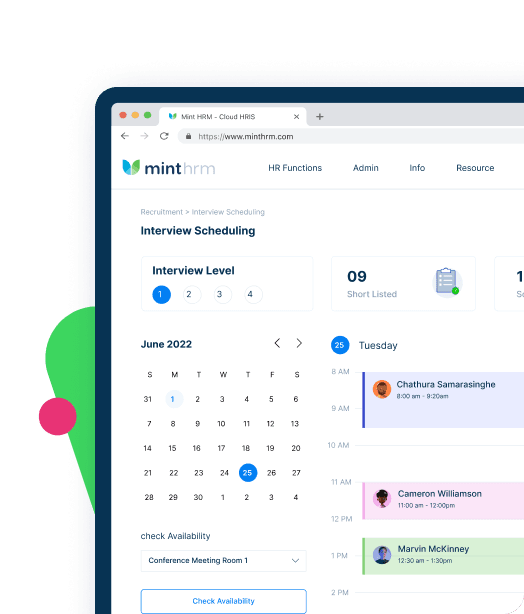 Mint HRM - Cloud HRIS
https://www.minthrm.com
minthrm
HR Functions
Admin
Info
Resource
Recruitment > Interview Scheduling
Interview Scheduling
Interview Level
1 2 3 4
09
Short Listed
1
June 2022
S M T W T F S
31 1 2 3 4 5 6
7 8 9 10 11 12 13
14 15 16 17 18 19 20
21 22 23 24 25 26 27
28 29 30 1 2 3 4
check Availability
Conference Meeting Room 1
Check Availability
25 Tuesday
8 AM
Chathura Samarasinghe
8:00 am - 9:20am
9 AM
10 AM
11 AM
Cameron Williamson
11:00 am - 12:00pm
12 PM
Marvin McKinney
12:30 am - 1:30pm
1 PM
2 PM